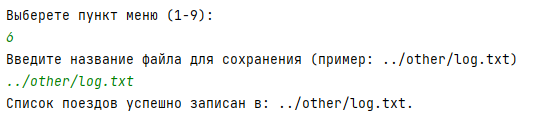 Выберете пункт меню (1-9):
6
Введите название файла для сохранения (пример: ../other/log.txt)
../other/log.txt
Список поездов успешно записан в: ../other/log.txt.